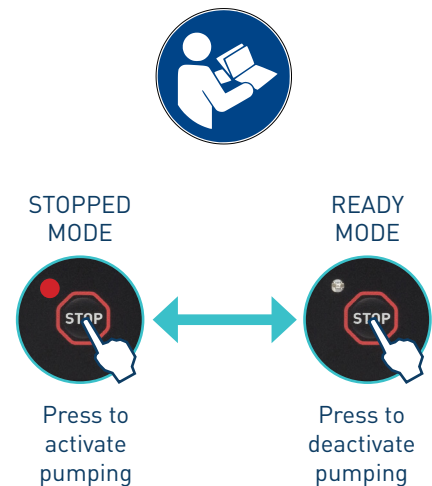 STOPPED
MODE
READY
MODE
STOP
STOP
Press to
activate
pumping
Press to
deactivate
pumping